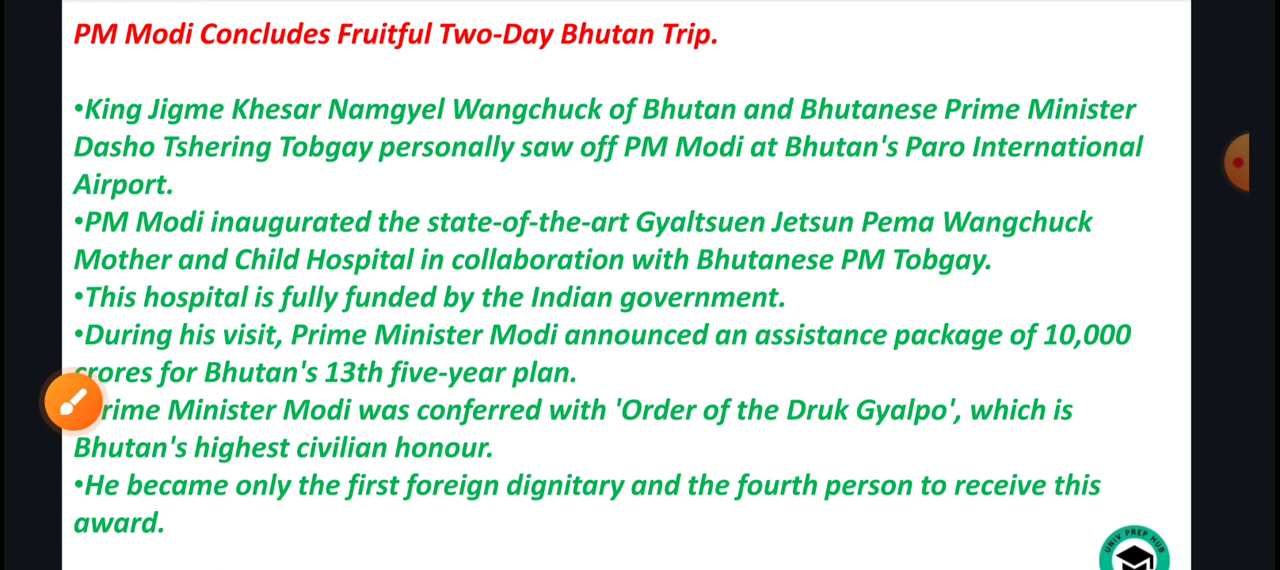 PM Modi Concludes Fruitful Two-Day Bhutan Trip.
•King Jigme Khesar Namgyel Wangchuck of Bhutan and Bhutanese Prime Minister
Dasho Tshering Tobgay personally saw off PM Modi at Bhutan's Paro International
Airport.
•PM Modi inaugurated the state-of-the-art Gyaltsuen Jetsun Pema Wangchuck
Mother and Child Hospital in collaboration with Bhutanese PM Tobgay.
•This hospital is fully funded by the Indian government.
•During his visit, Prime Minister Modi announced an assistance package of 10,000
crores for Bhutan's 13th five-year plan.
rime Minister Modi was conferred with 'Order of the Druk Gyalpo', which is
Bhutan's highest civilian honour.
•He became only the first foreign dignitary and the fourth person to receive this
award.
UNIV PREP HUB